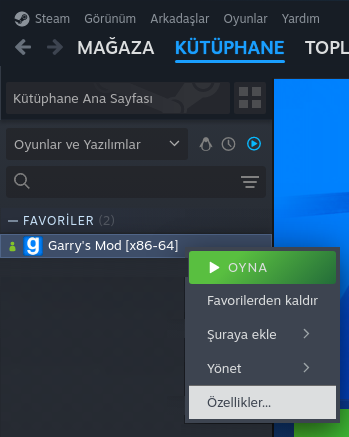 Steam Görünüm Arkadaşlar Oyunlar Yardım
MAĞAZA KÜTÜPHANE TOPL
Kütüphane Ana Sayfası
Oyunlar ve Yazılımlar
— FAVORİLER (2)
Garry's Mod [x86-64]
OYNA
Favorilerden kaldır
Şuraya ekle
Yönet
Özellikler...